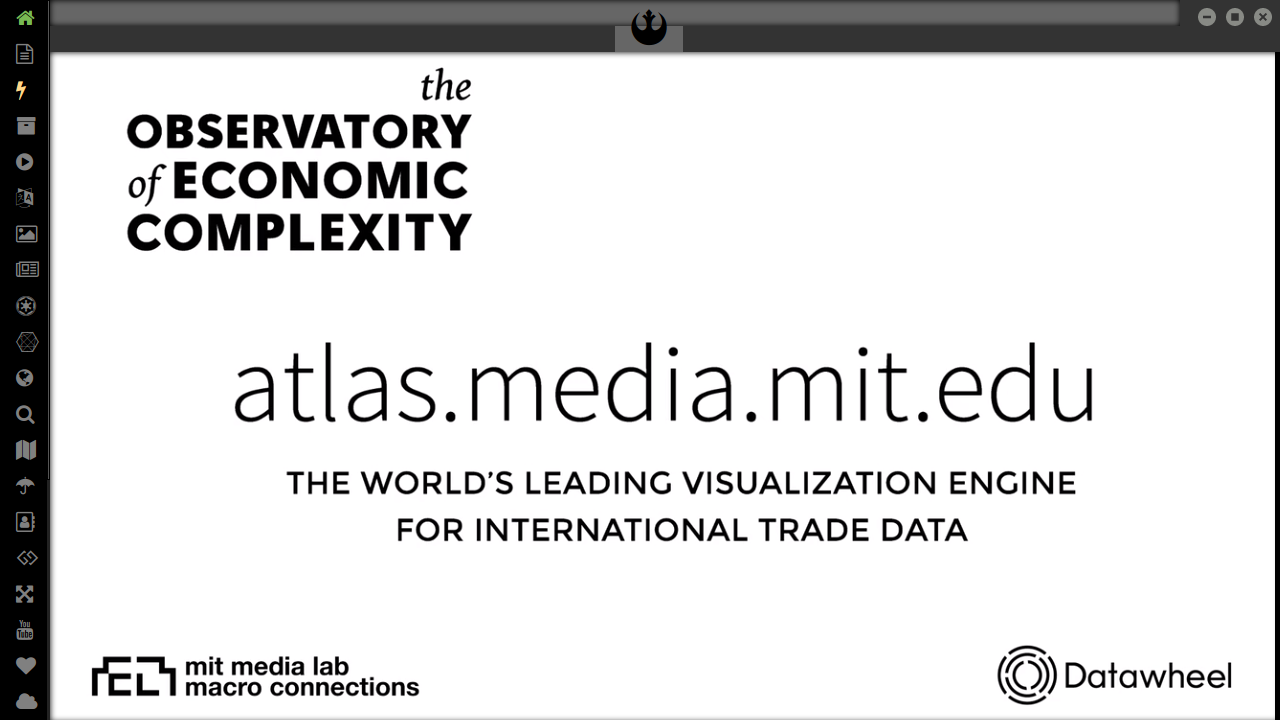 the
OBSERVATORY
of ECONOMIC
COMPLEXITY
atlas.media.mit.edu
THE WORLD’S LEADING VISUALIZATION ENGINE
FOR INTERNATIONAL TRADE DATA
You
Tube
mit media lab
macro connections
Datawheel